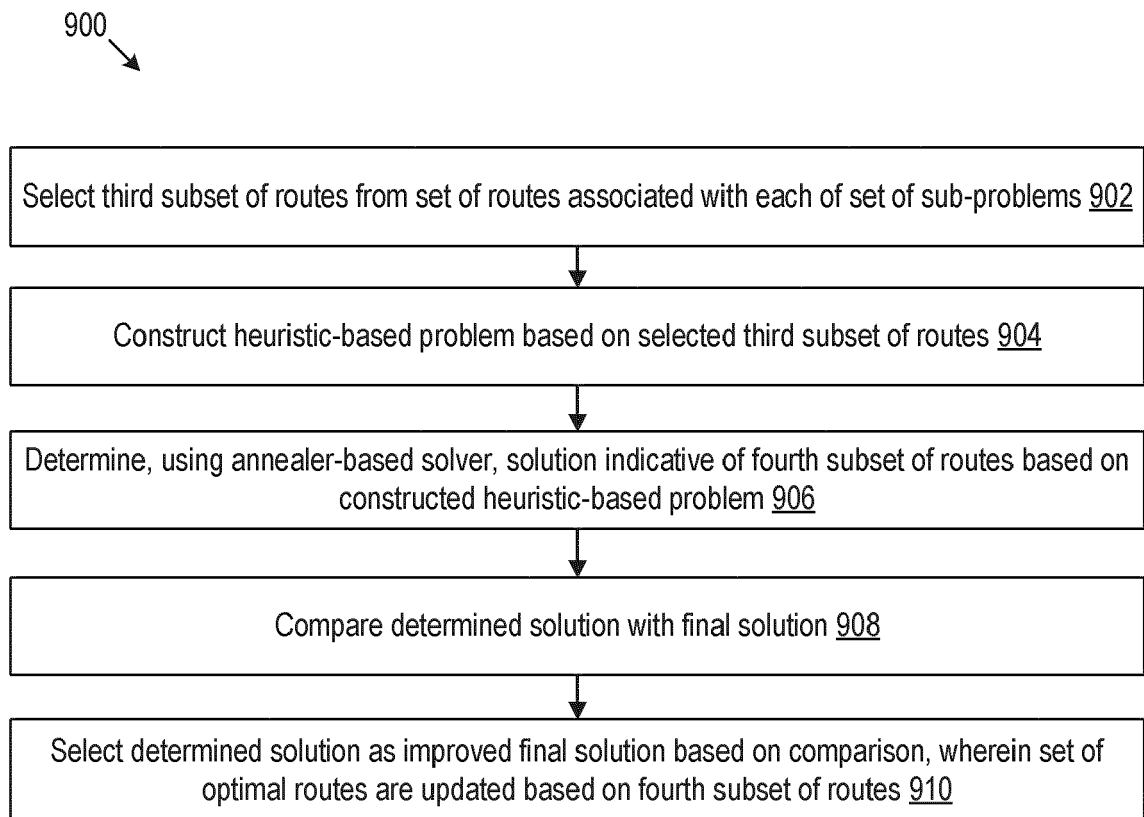 900
Select third subset of routes from set of routes associated with each of set of sub-problems 902
Construct heuristic-based problem based on selected third subset of routes 904
Determine, using annealer-based solver, solution indicative of fourth subset of routes based on
constructed heuristic-based problem 906
Compare determined solution with final solution 908
Select determined solution as improved final solution based on comparison, wherein set of
optimal routes are updated based on fourth subset of routes 910